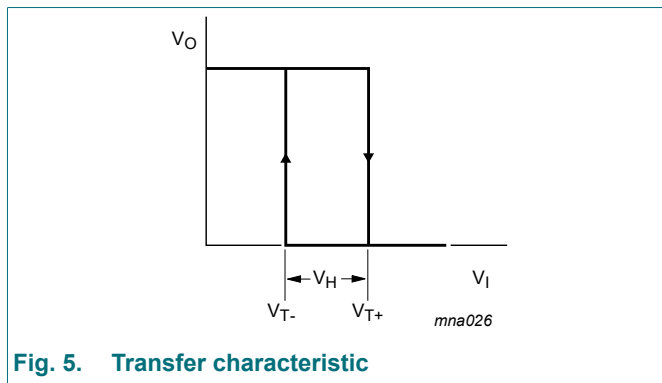 VO
VH
VI
VT-
VT+
mna026
Fig. 5. Transfer characteristic